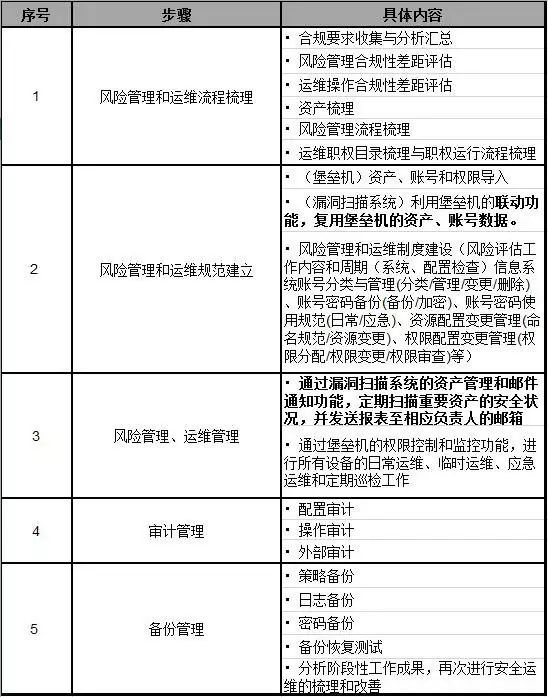 序号 步骤 具体内容
1 风险管理和运维流程梳理
· 合规要求收集与分析汇总
· 风险管理合规性差距评估
· 运维操作合规性差距评估
· 资产梳理
· 风险管理流程梳理
· 运维职权目录梳理与职权运行流程梳理
2 风险管理和运维规范建立
· （堡垒机）资产、账号和权限导入
· （漏洞扫描系统）利用堡垒机的联动
功能，复用堡垒机的资产、账号数据。
· 风险管理和运维制度建设（风险评估工
作内容和周期（系统、配置检查）信息系
统账号分类与管理(分类/管理/变更/删除)
、账号密码备份(备份/加密)、账号密码使
用规范(日常/应急)、资源配置变更管理(命
名规范/资源变更)、权限配置变更管理(权
限分配/权限变更/权限审查)等）
3 风险管理、运维管理
· 通过漏洞扫描系统的资产管理和邮件
通知功能，定期扫描重要资产的安全状
况，并发送报表至相应负责人的邮箱
· 通过堡垒机的权限控制和监控功能，进
行所有设备的日常运维、临时运维、应急
运维和定期巡检工作
4 审计管理
· 配置审计
· 操作审计
· 外部审计
5 备份管理
· 策略备份
· 日志备份
· 密码备份
· 备份恢复测试
· 分析阶段性工作成果，再次进行安全运
维的梳理和改善